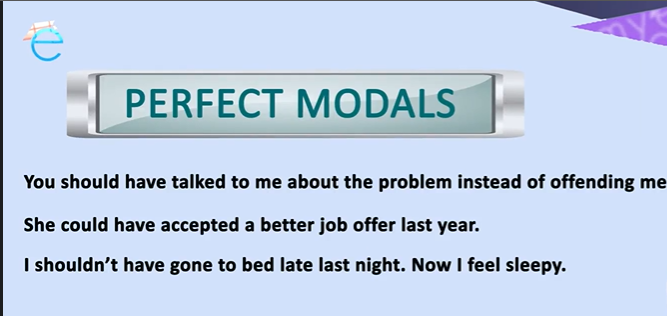 e
PERFECT MODALS
You should have talked to me about the problem instead of offending me
She could have accepted a better job offer last year.
I shouldn't have gone to bed late last night. Now I feel sleepy.